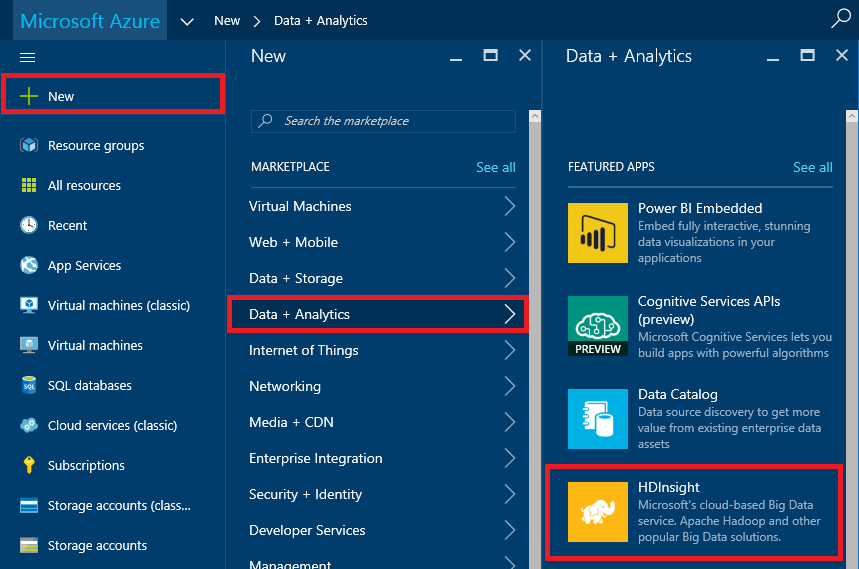 Microsoft Azure
New
Data + Analytics
New
Resource groups
All resources
Recent
App Services
Virtual machines (classic)
Virtual machines
SQL databases
SQL
Cloud services (classic)
Subscriptions
Storage accounts (class...
Storage accounts
New
Search the marketplace
MARKETPLACE
See all
Virtual Machines
Web + Mobile
Data + Storage
Data + Analytics
Internet of Things
Networking
Media + CDN
Enterprise Integration
Security + Identity
Developer Services
Management
Data + Analytics
FEATURED APPS
See all
Power BI Embedded
Embed fully interactive, stunning
data visualizations in your
applications
PREVIEW
Cognitive Services APIs
(preview)
Microsoft Cognitive Services lets you
build apps with powerful algorithms
Data Catalog
Data source discovery to get more
value from existing enterprise data
assets
HDInsight
Microsoft's cloud-based Big Data
service. Apache Hadoop and other
popular Big Data solutions.